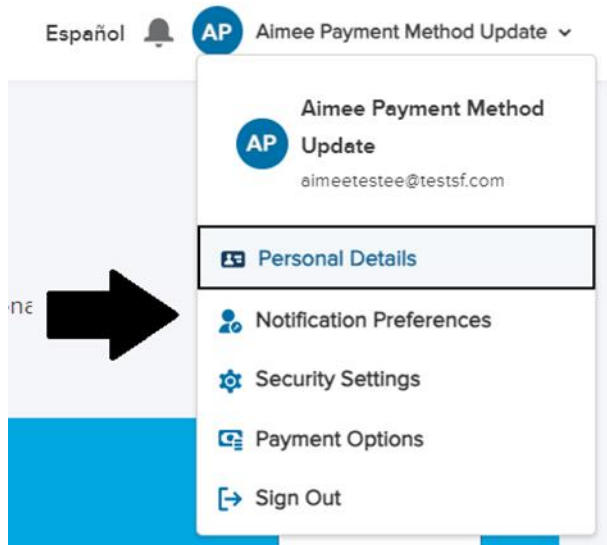 Español AP Aimee Payment Method Update
Aimee Payment Method
AP Update
aimeetestee@testsf.com
Personal Details
na
Notification Preferences
Security Settings
Payment Options
Sign Out